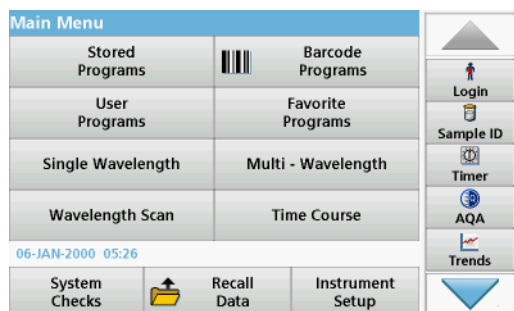 Main Menu
Stored
Programs
Barcode
Programs
User
Programs
Favorite
Programs
Single Wavelength
Multi - Wavelength
Wavelength Scan
Time Course
06-JAN-2000 05:26
System
Checks
Recall
Data
Instrument
Setup
Login
Sample ID
Timer
AQA
Trends